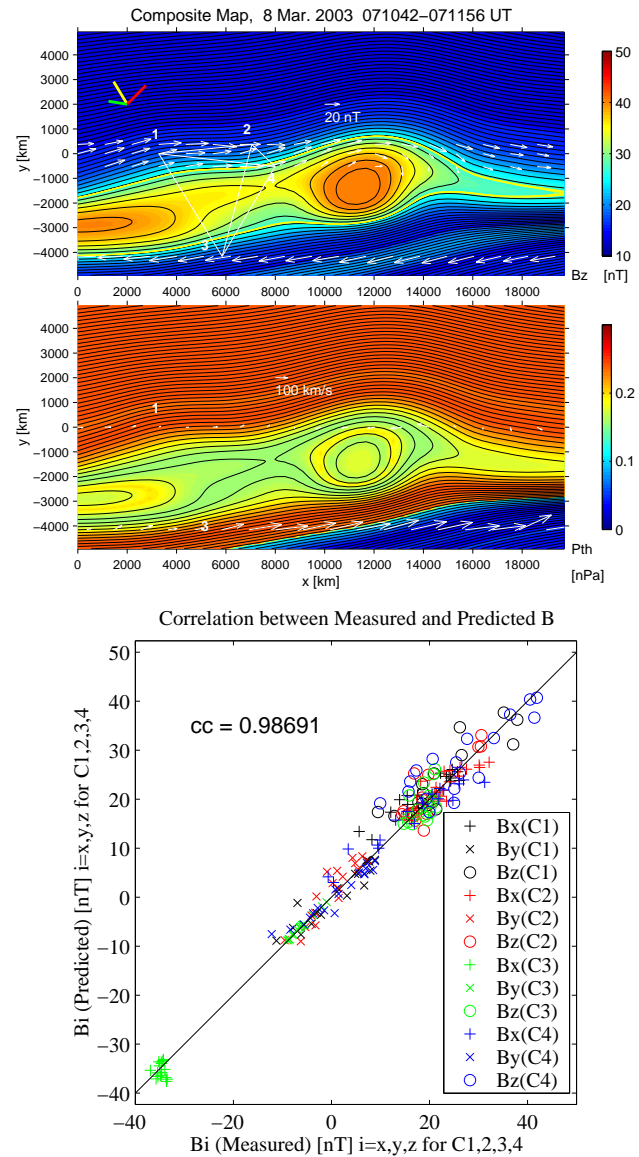 Composite Map, 8 Mar. 2003 071042-071156 UT
4000
3000
2000
1000
0
-1000
-2000
-3000
-4000
y [km]
1
2
3
4
20 nT
0 2000 4000 6000 8000 10000 12000 14000 16000 18000
50
40
30
20
10
Bz [nT]
4000
3000
2000
1000
0
-1000
-2000
-3000
-4000
y [km]
1
3
100 km/s
0 2000 4000 6000 8000 10000 12000 14000 16000 18000
x [km]
0.2
0.1
0
Pth
[nPa]
Correlation between Measured and Predicted B
cc = 0.98691
50
40
30
20
10
0
−10
−20
−30
−40
Bi (Predicted) [nT] i=x,y,z for C1,2,3,4
−40 −20 0 20 40
Bi (Measured) [nT] i=x,y,z for C1,2,3,4
Bx(C1)
By(C1)
Bz(C1)
Bx(C2)
By(C2)
Bz(C2)
Bx(C3)
By(C3)
Bz(C3)
Bx(C4)
By(C4)
Bz(C4)